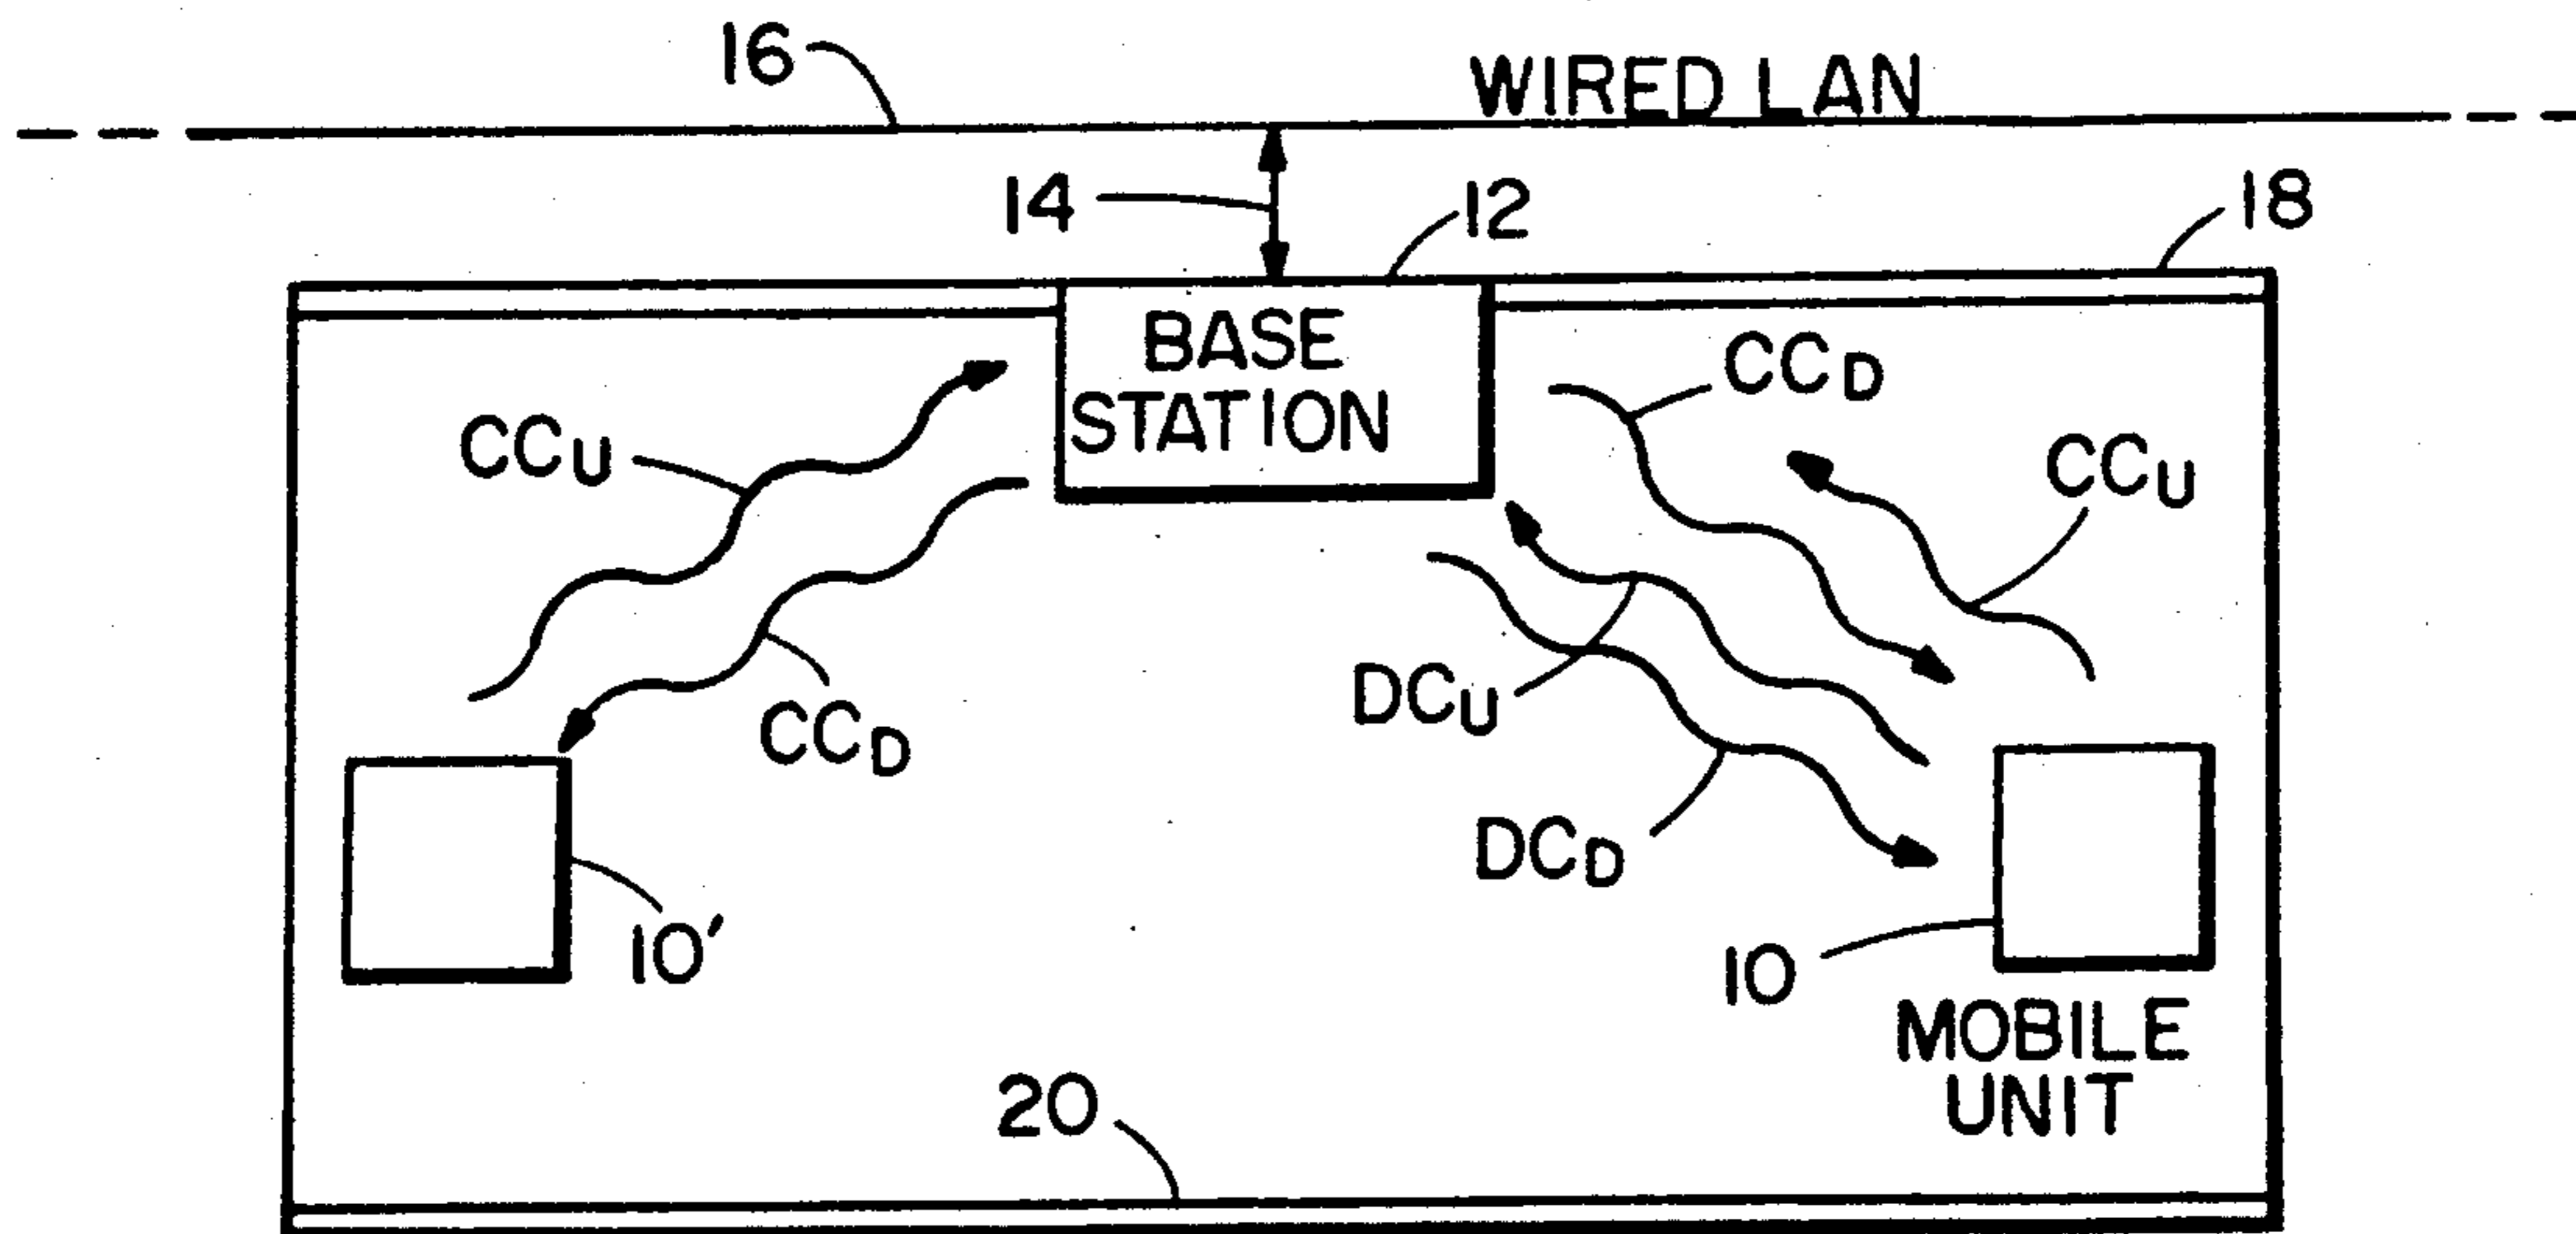 16
WIRED LAN
14
12
18
BASE
STATION
CCD
CCU
CCU
DCU
CCD
DCD
10'
10
MOBILE
UNIT
20